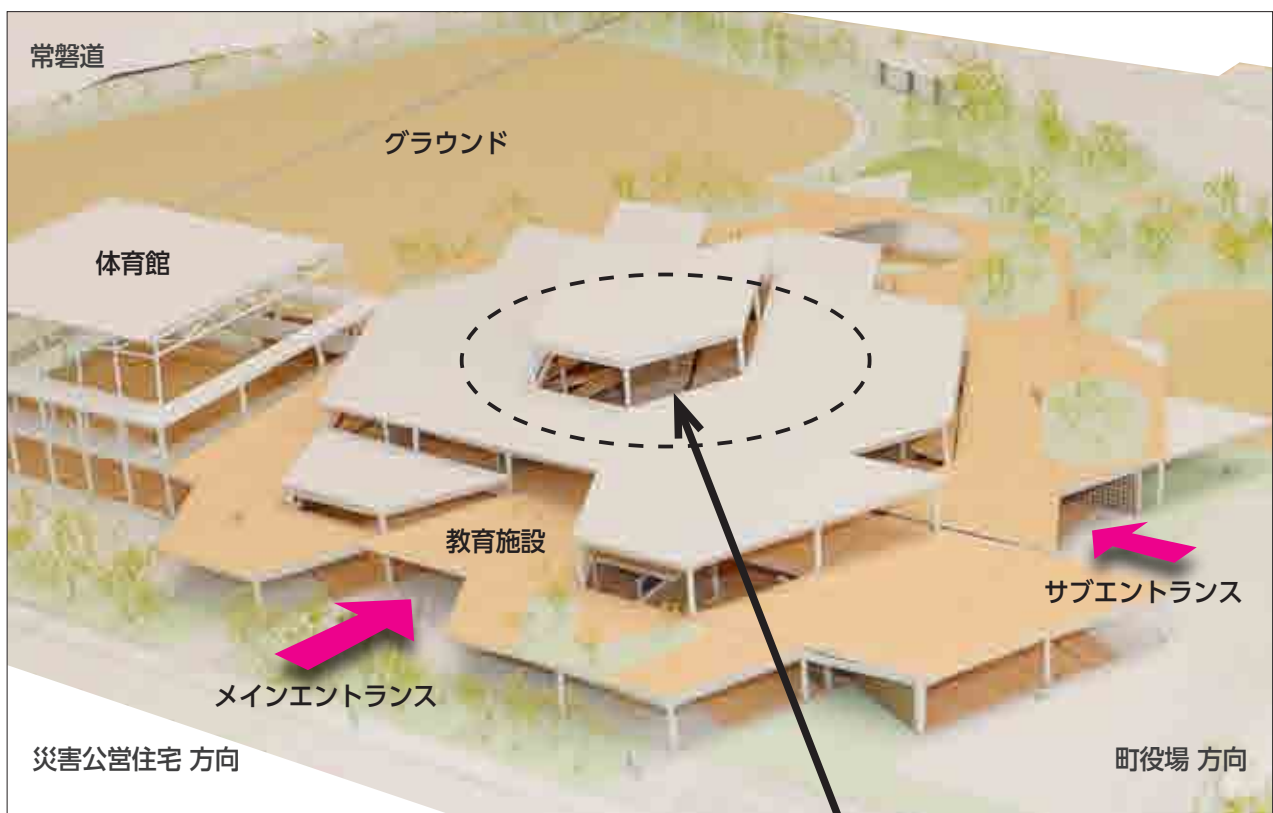 常磐道
グラウンド
体育館
教育施設
サブエントランス
メインエントランス
災害公営住宅 方向
町役場 方向